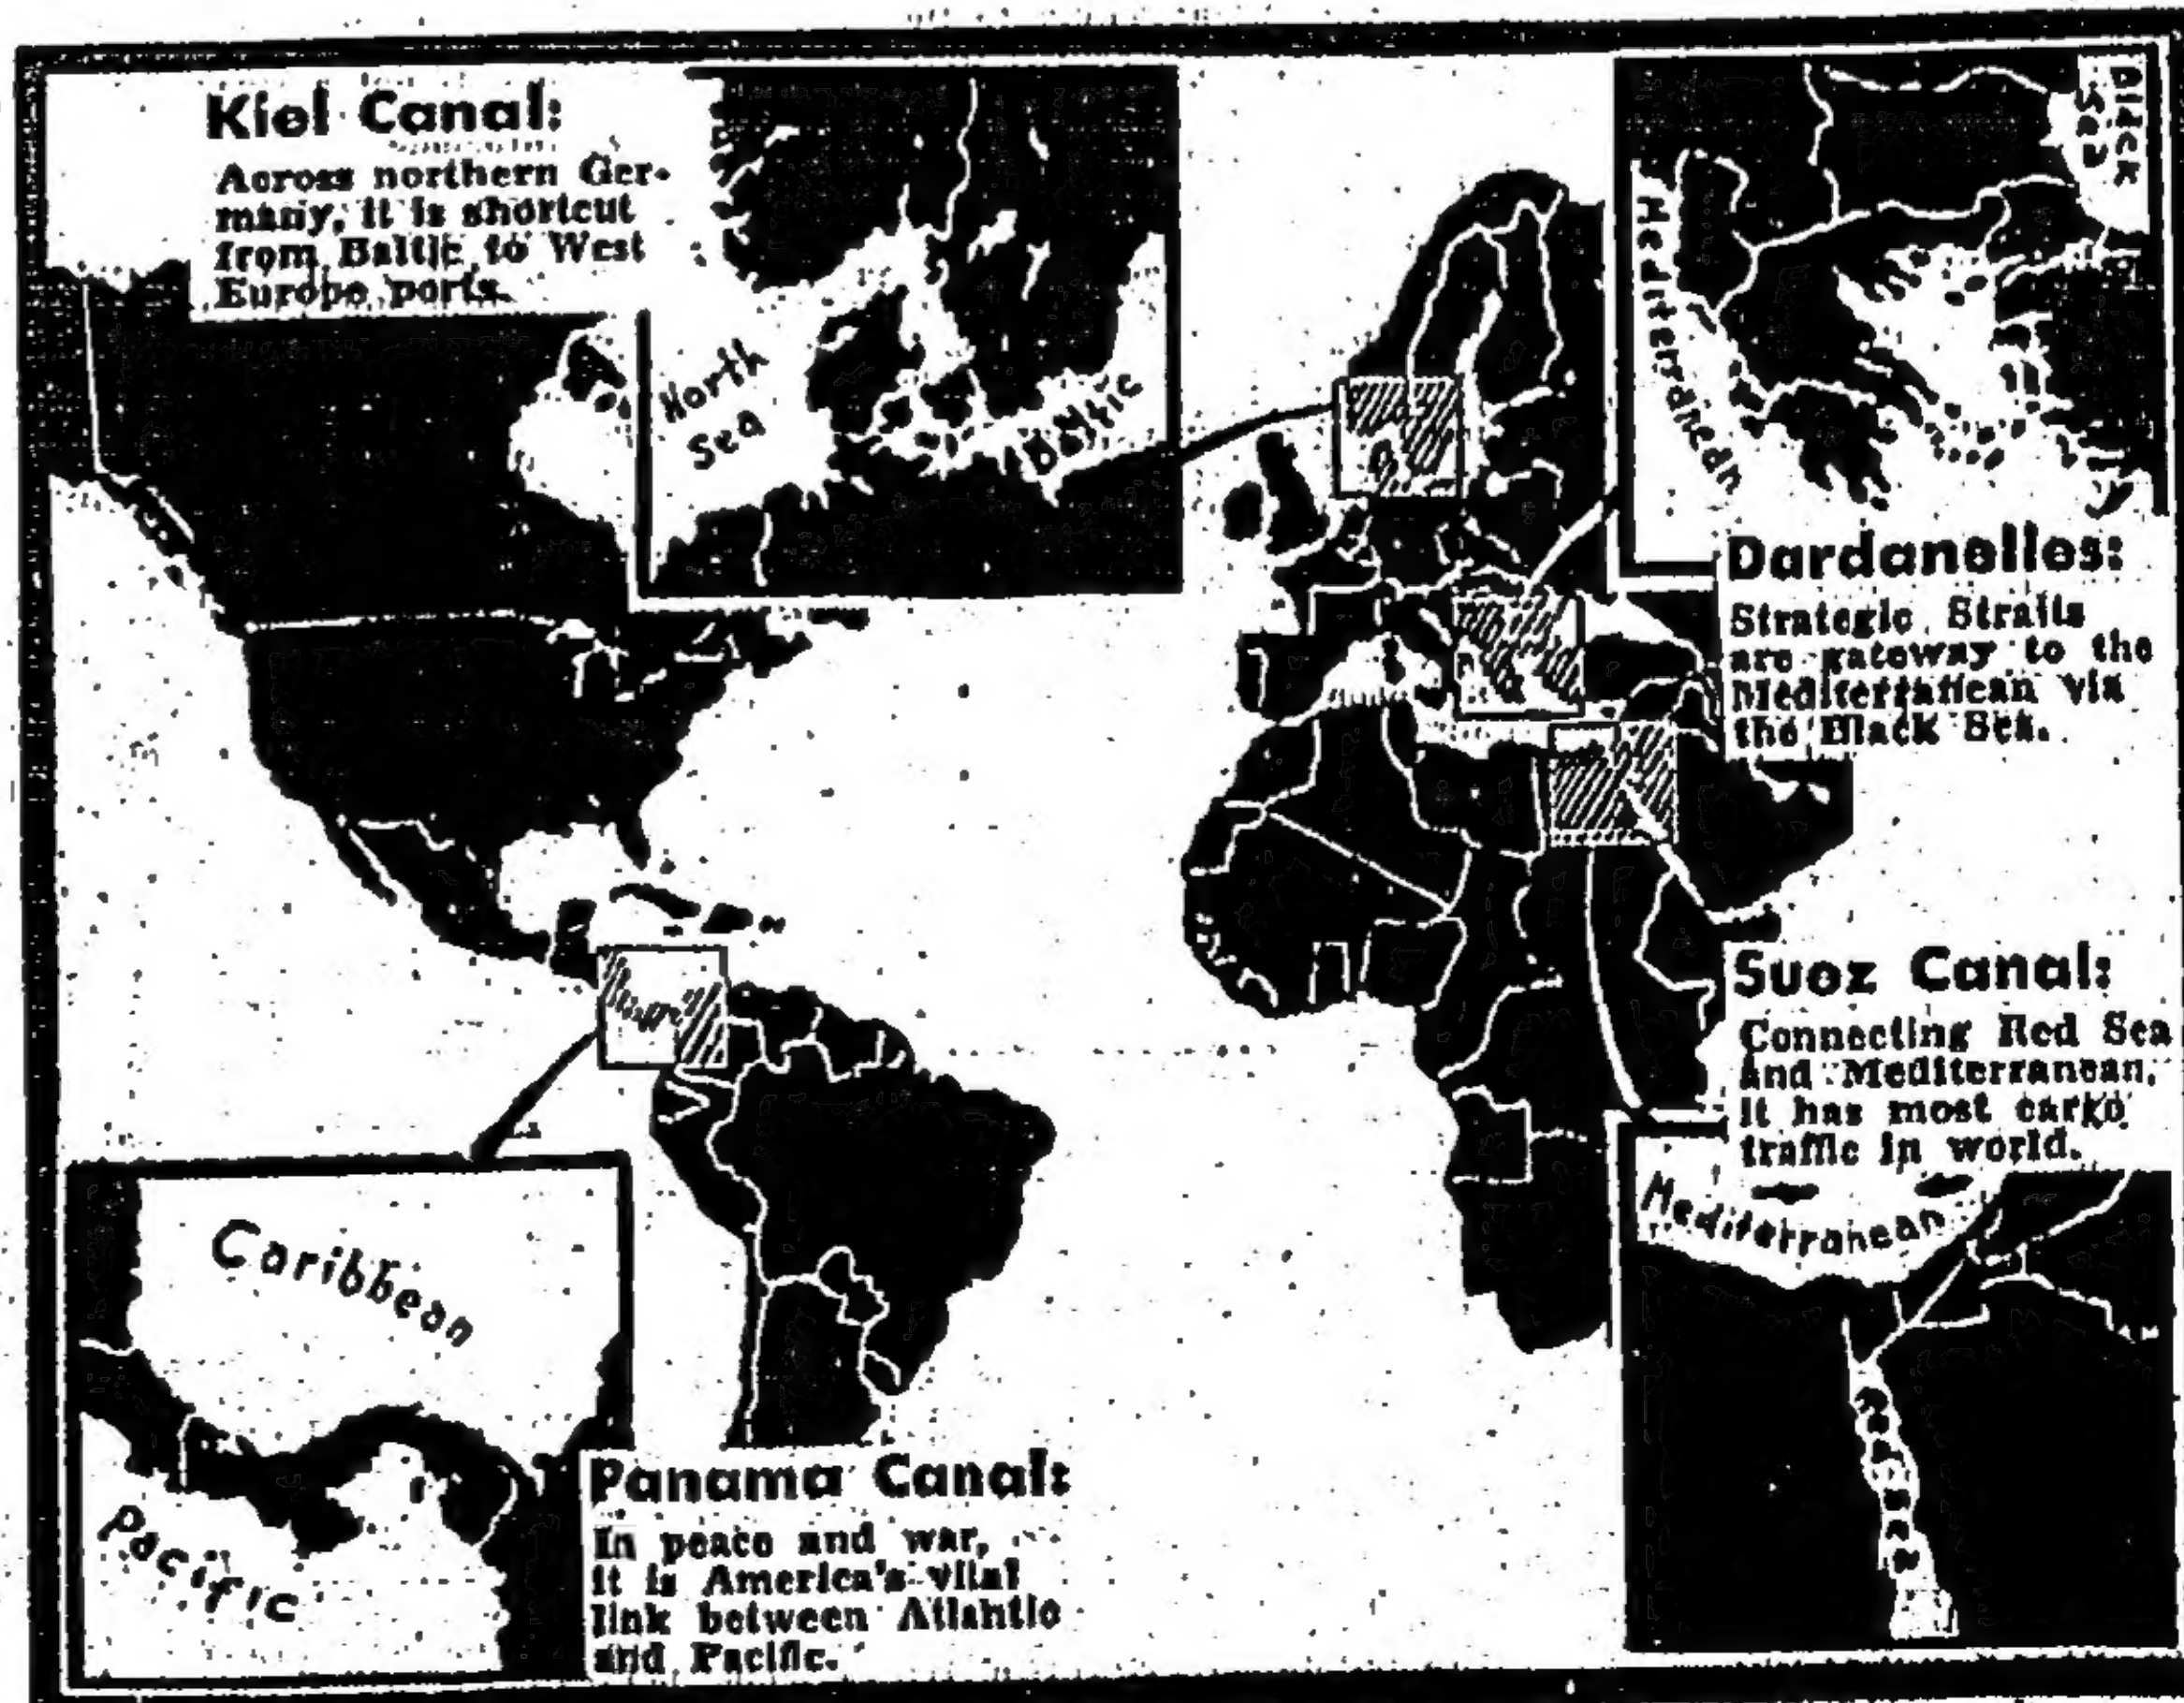 Kiel Canal:
Across northern Ger-
many, it is shortcut
from Baltic to West
Europe ports.
North
Sea
Baltic
Black
Sea
Mediterranean
Dardanelles:
Strategic Straits
are gateway to the
Mediterranean via
the Black Sea.
Suez Canal:
Connecting Red Sea
and Mediterranean,
it has most cargo
traffic in world.
Mediterranean
Red Sea
Caribbean
Pacific
Panama Canal:
In peace and war,
it is America's vital
link between Atlantic
and Pacific.